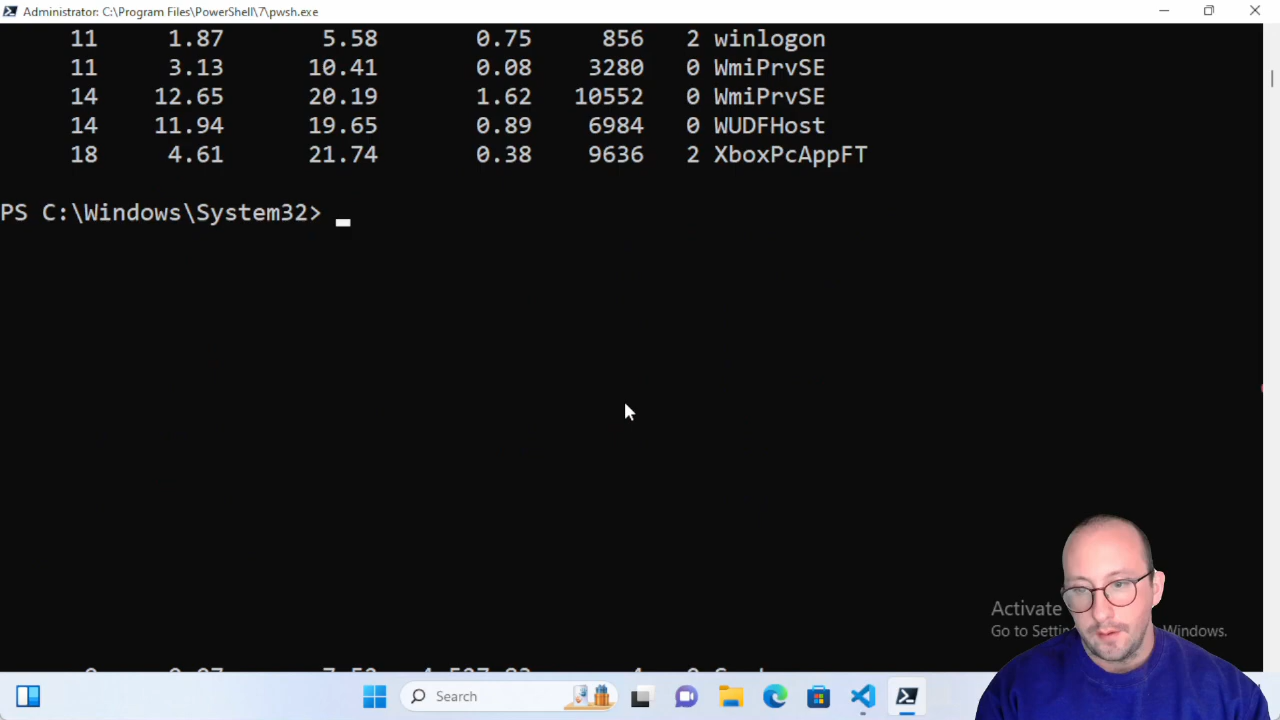 Administrator: C:\Program Files\PowerShell\7\pwsh.exe
11 1.87 5.58 0.75 856 2 winlogon
11 3.13 10.41 0.08 3280 0 WmiPrvSE
14 12.65 20.19 1.62 10552 0 WmiPrvSE
14 11.94 19.65 0.89 6984 0 WUDFHost
18 4.61 21.74 0.38 9636 2 XboxPcAppFT
PS C:\Windows\System32>
Activate
Go to Windows.
Search